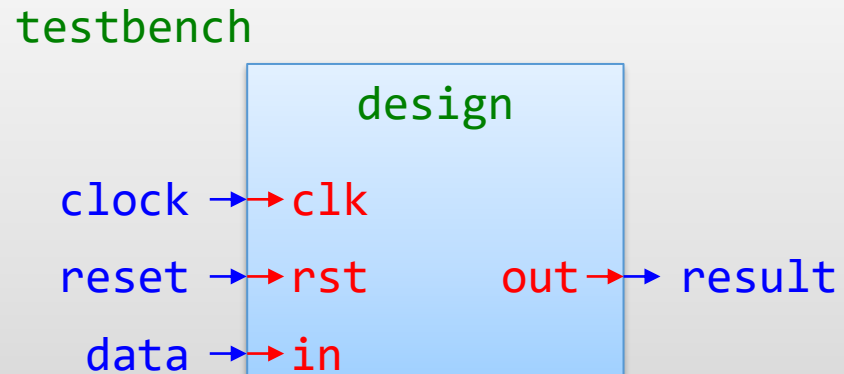 testbench
design
clock clk
reset rst out result
data in